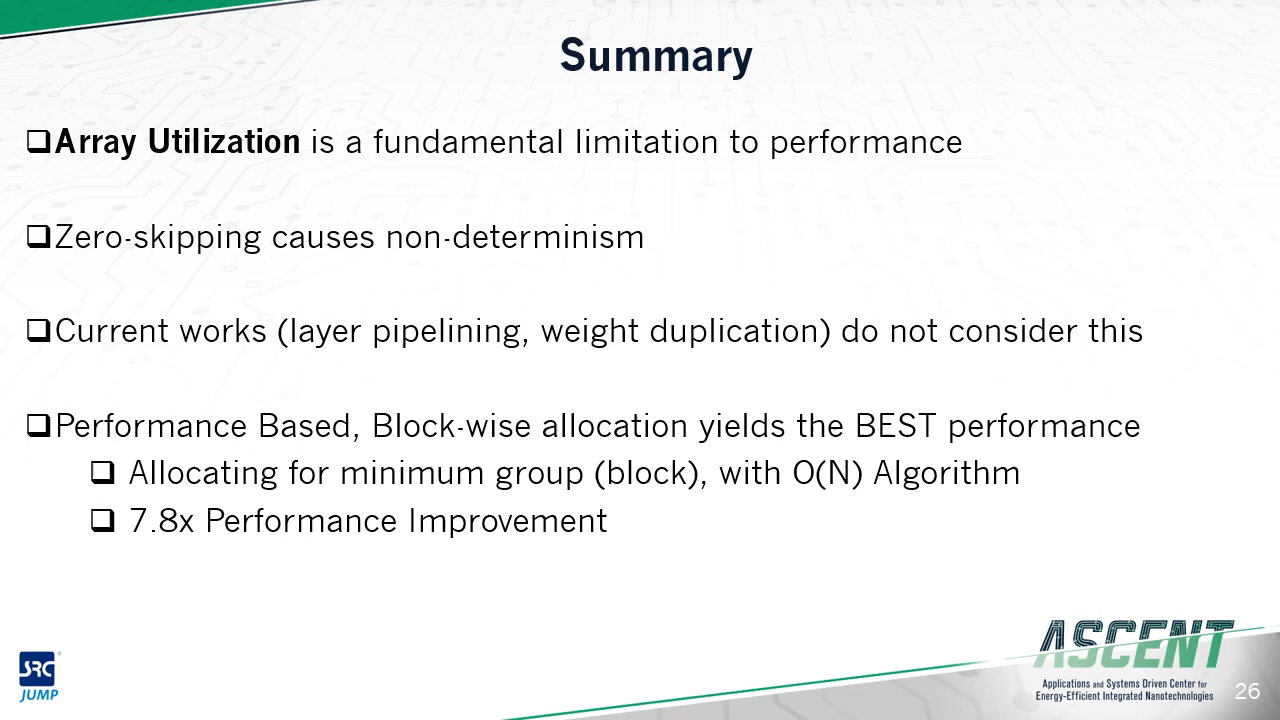 Summary
Array Utilization is a fundamental limitation to performance
Zero-skipping causes non-determinism
Current works (layer pipelining, weight duplication) do not consider this
Performance Based, Block-wise allocation yields the BEST performance
Allocating for minimum group (block), with O(N) Algorithm
7.8x Performance Improvement
SRC®
JUMP
ASCENT
Applications and Systems Driven Center for
Energy-Efficient Integrated Nanotechnologies
26